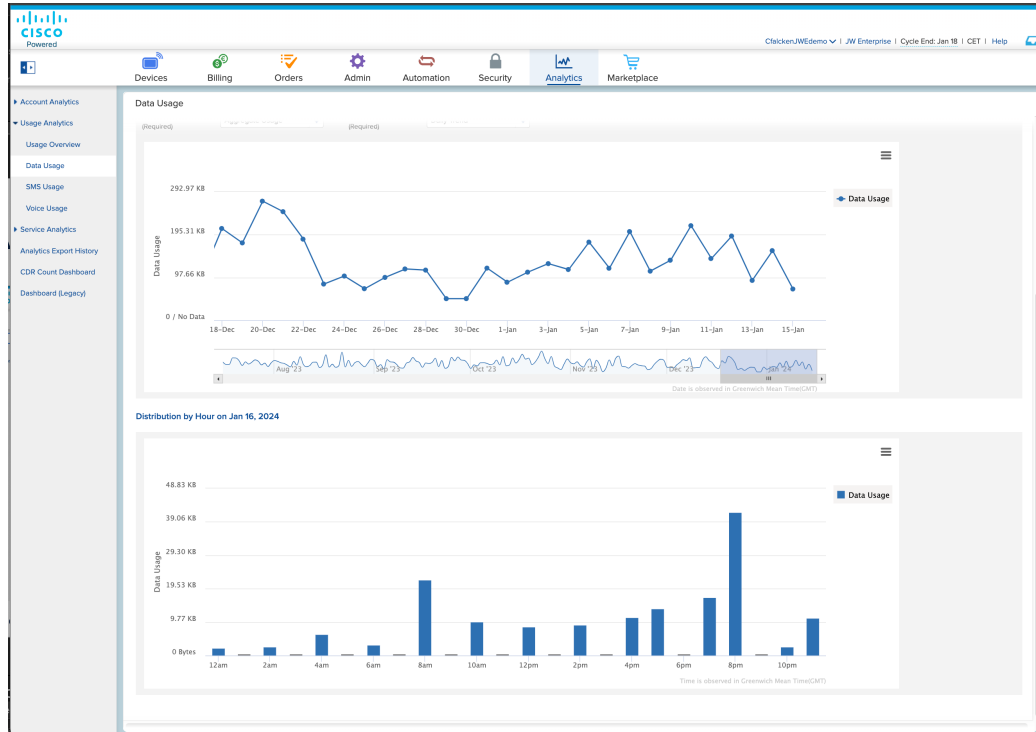 CISCO
Powered
CfalckenJWEdemo | JW Enterprise | Cycle End: Jan 18 | CET | Help
Devices Billing Orders Admin Automation Security Analytics Marketplace
Account Analytics
Usage Analytics
Usage Overview
Data Usage
SMS Usage
Voice Usage
Service Analytics
Analytics Export History
CDR Count Dashboard
Dashboard (Legacy)
Data Usage
(Required) (Required)
292.97 KB
195.31 KB
97.66 KB
0 / No Data
Data Usage
Data Usage
18-Dec 20-Dec 22-Dec 24-Dec 26-Dec 28-Dec 30-Dec 1-Jan 3-Jan 5-Jan 7-Jan 9-Jan 11-Jan 13-Jan 15-Jan
Aug '23 Sep '23 Oct '23 Nov '23 Dec '23 Jan '24
Date is observed in Greenwich Mean Time(GMT)
Distribution by Hour on Jan 16, 2024
48.83 KB
39.06 KB
29.30 KB
19.53 KB
9.77 KB
0 Bytes
Data Usage
Data Usage
12am 2am 4am 6am 8am 10am 12pm 2pm 4pm 6pm 8pm 10pm
Time is observed in Greenwich Mean Time(GMT)